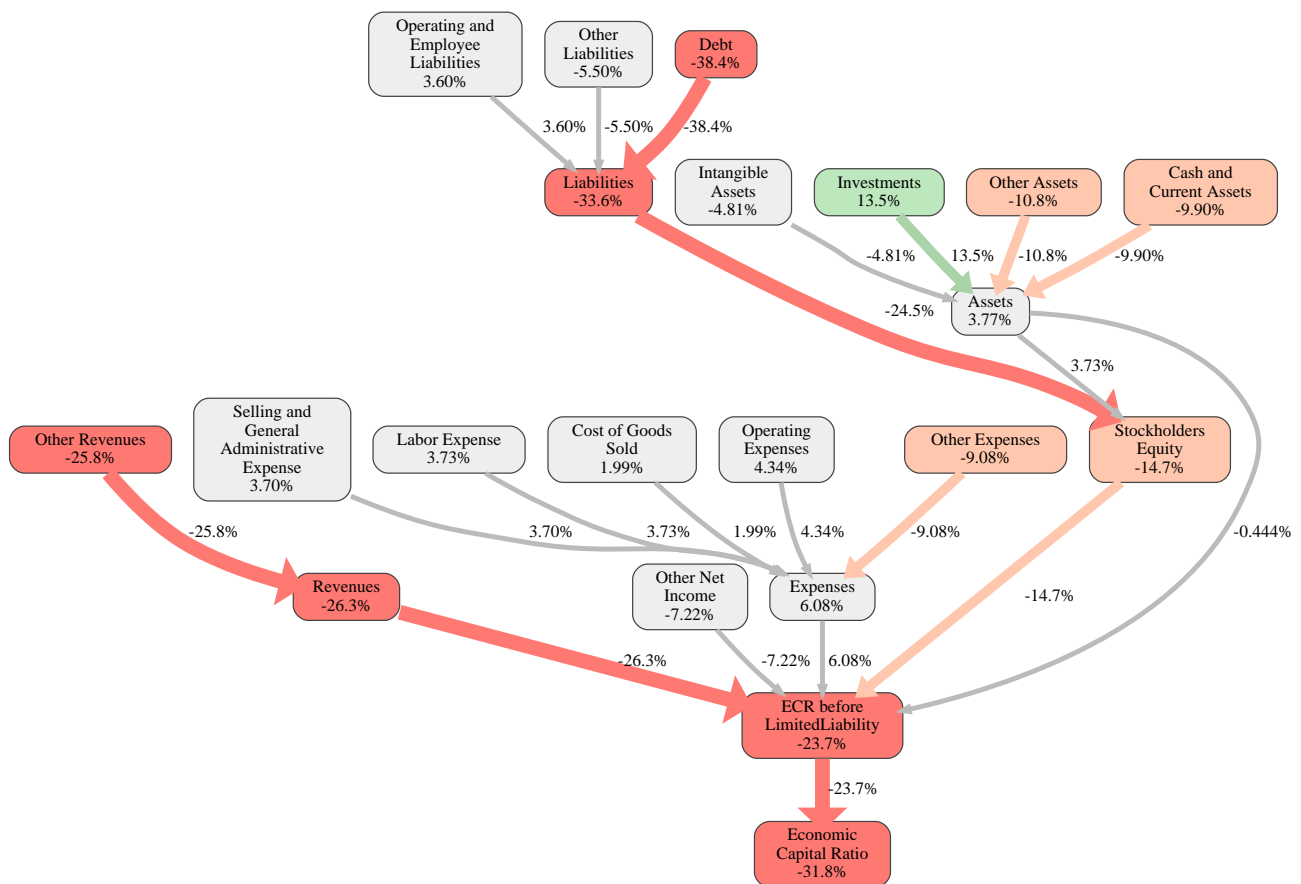 Operating and
Employee
Liabilities
3.60%
Other
Liabilities
-5.50%
Debt
-38.4%
3.60%
-5.50%
-38.4%
Liabilities
-33.6%
Intangible
Assets
-4.81%
Investments
13.5%
Other Assets
-10.8%
Cash and
Current Assets
-9.90%
-4.81%
13.5%
-10.8%
-9.90%
-24.5%
Assets
3.77%
3.73%
Other Revenues
-25.8%
Selling and
General
Administrative
Expense
3.70%
Labor Expense
3.73%
Cost of Goods
Sold
1.99%
Operating
Expenses
4.34%
Other Expenses
-9.08%
Stockholders
Equity
-14.7%
-25.8%
3.70%
3.73%
1.99%
4.34%
-9.08%
-0.444%
Revenues
-26.3%
Other Net
Income
-7.22%
Expenses
6.08%
-14.7%
-26.3%
-7.22%
6.08%
ECR before
LimitedLiability
-23.7%
-23.7%
Economic
Capital Ratio
-31.8%